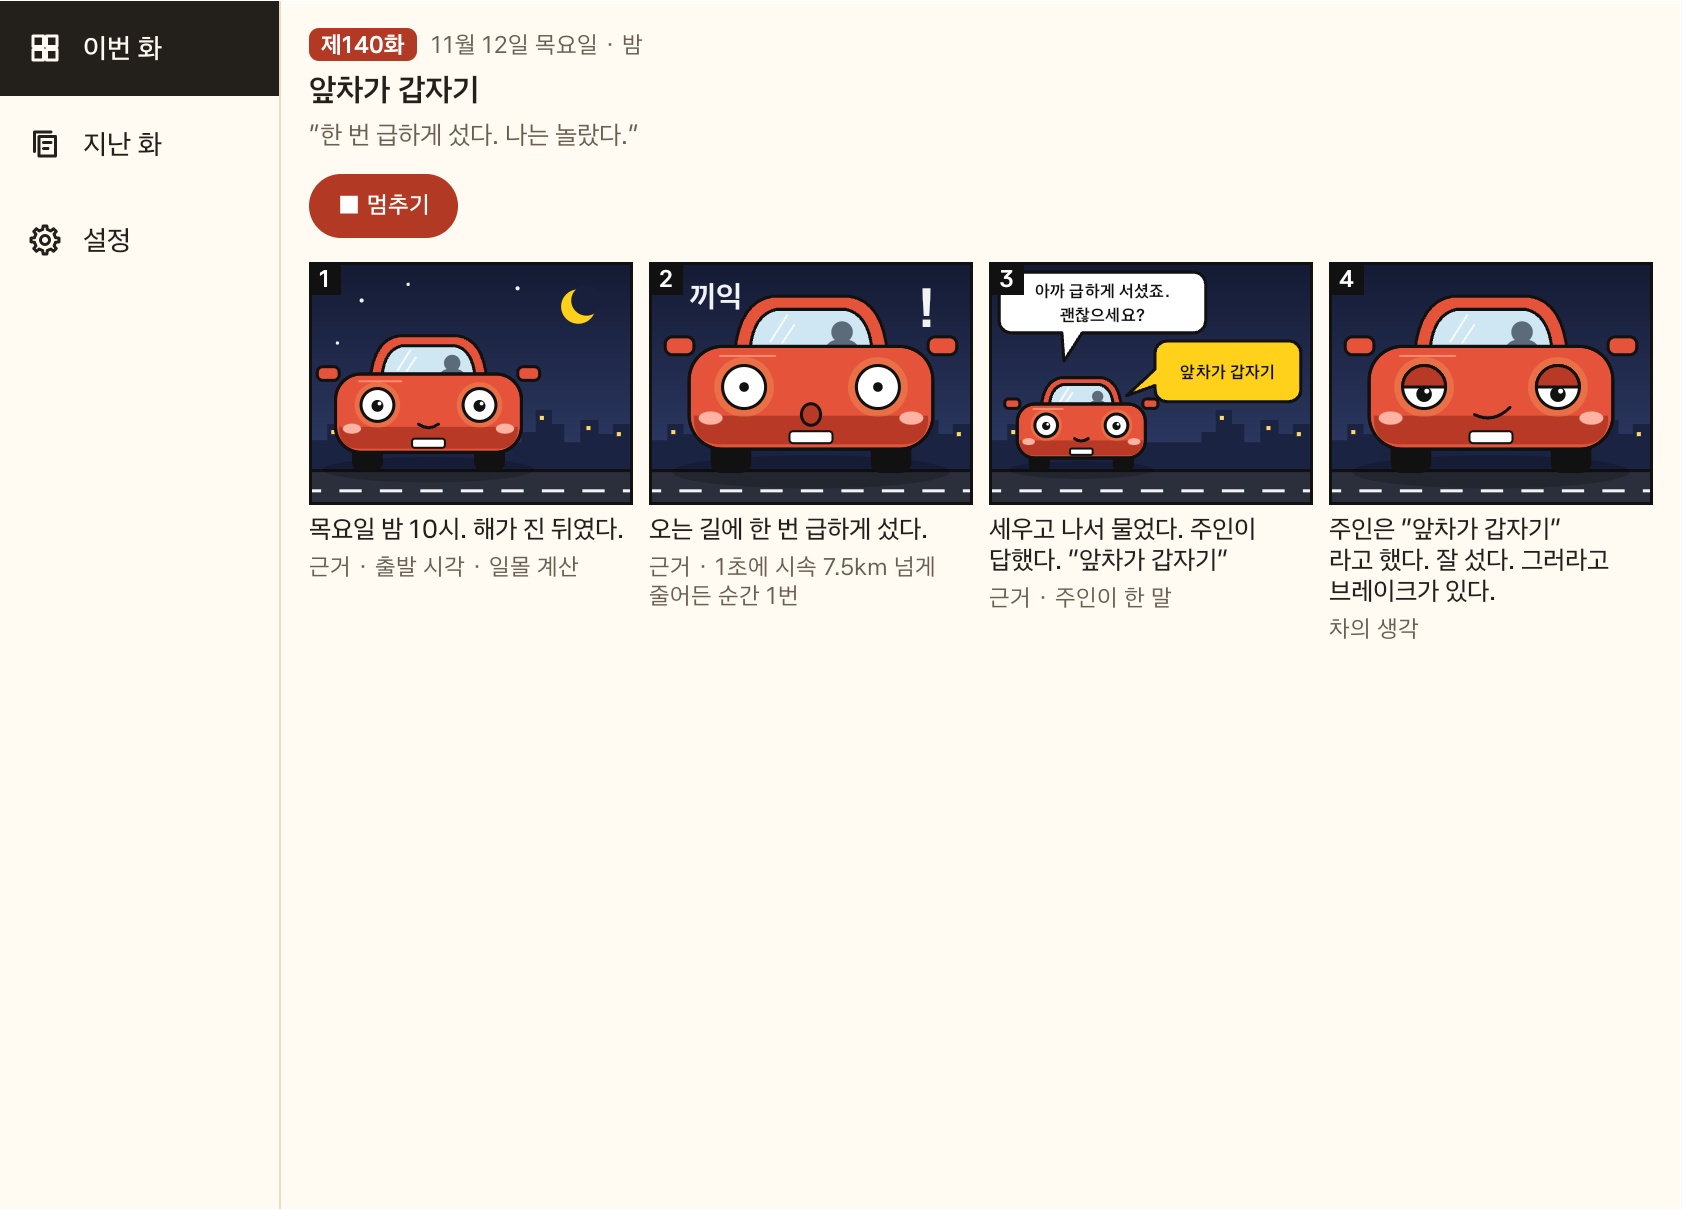 이번 화
지난 화
설정
제140화 11월 12일 목요일 · 밤
앞차가 갑자기
"한 번 급하게 섰다. 나는 놀랐다."
■ 멈추기
1
2
끼익
!
3
아까 급하게 서셨죠.
괜찮으세요?
앞차가 갑자기
4
목요일 밤 10시. 해가 진 뒤였다.
근거 · 출발 시각 · 일몰 계산
오는 길에 한 번 급하게 섰다.
근거 · 1초에 시속 7.5km 넘게
줄어든 순간 1번
세우고 나서 물었다. 주인이
답했다. "앞차가 갑자기"
근거 · 주인이 한 말
주인은 "앞차가 갑자기"
라고 했다. 잘 섰다. 그러라고
브레이크가 있다.
차의 생각